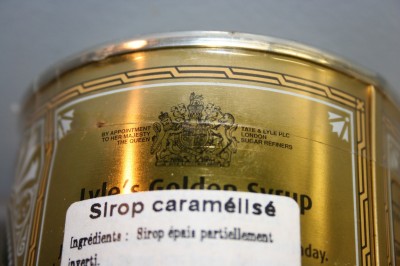 BY APPOINTMENT
TO HER MAJESTY
THE QUEEN
TATE & LYLE PLC
LONDON
SUGAR REFINERS
Lyle's Golden Syrup
Sirop caramélisé
Ingrédients : Sirop épais partiellement
inverti.